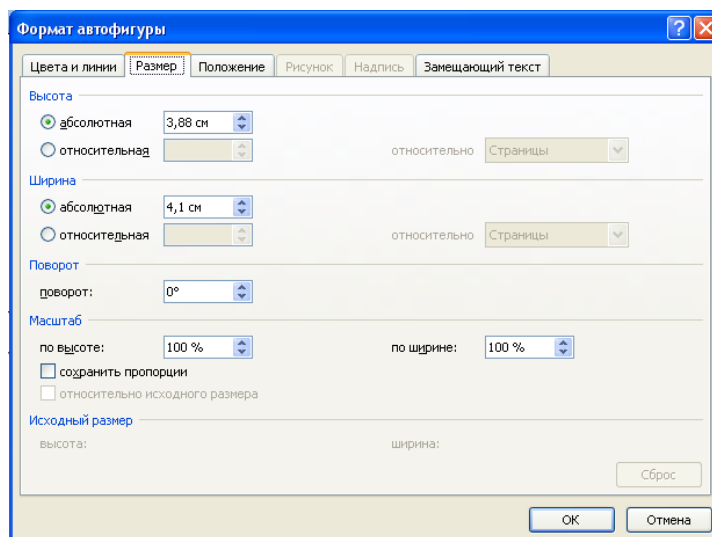 Формат автофигуры
Цвета и линии Размер Положение Рисунок Надпись Замещающий текст
Высота
абсолютная 3,88 см
относительная относительно Страницы
Ширина
абсолютная 4,1 см
относительная относительно Страницы
Поворот
поворот: 0°
Масштаб
по высоте: 100 % по ширине: 100 %
сохранить пропорции
относительно исходного размера
Исходный размер
высота: ширина:
Сброс
ОК Отмена